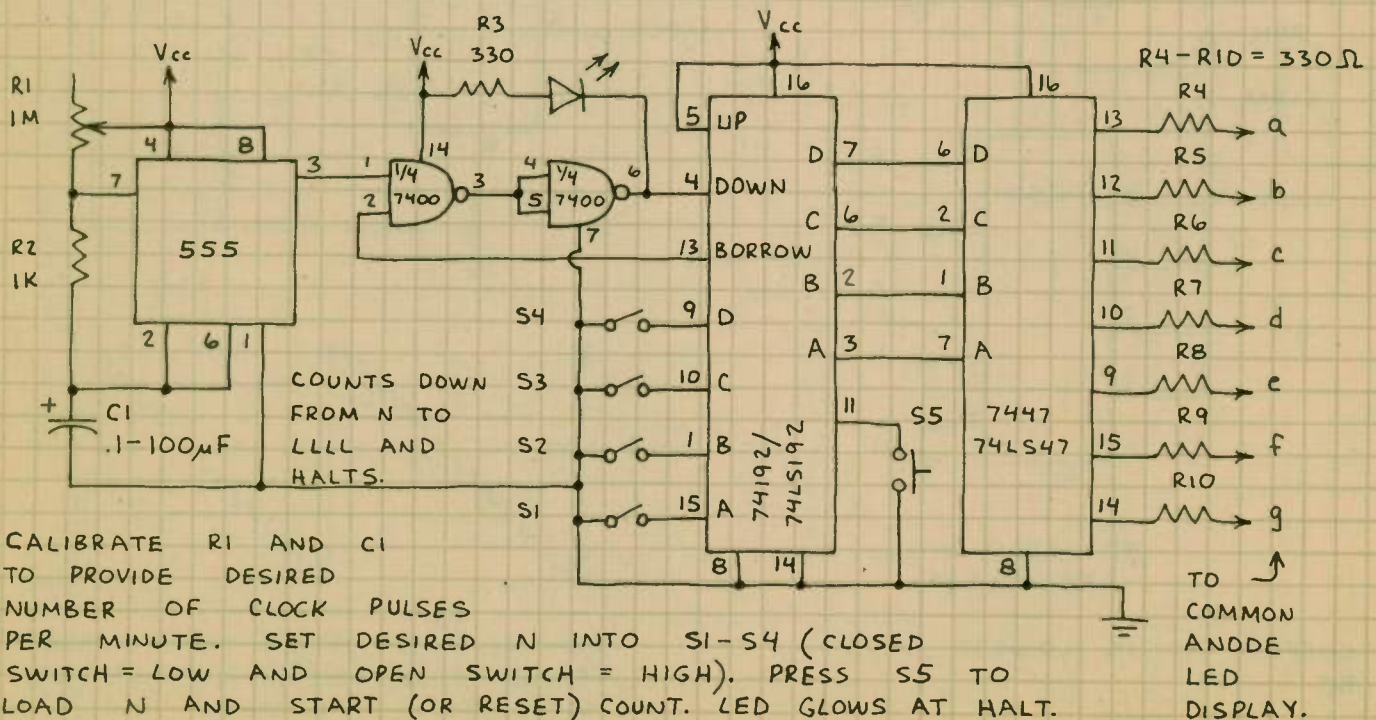 R3
330
Vcc
Vcc
Vcc
R4-R10 = 330Ω
R1
1M
4
8
7
555
3
2
6
1
R2
1K
+
C1
.1-100µF
1
2
14
1/4
7400
3
4
5
1/4
7400
6
7
16
5 UP
4 DOWN
13 BORROW
S4
9 D
S3
10 C
S2
1 B
S1
15 A
D 7
C 6
B 2
A 3
11
S5
74192/
74LS192
8
14
16
6 D
2 C
1 B
7 A
7447
74LS47
8
13
R4
a
12
R5
b
11
R6
c
10
R7
d
9
R8
e
15
R9
f
14
R10
g
COUNTS DOWN
FROM N TO
LLLL AND
HALTS.
TO
COMMON
ANODE
LED
DISPLAY.
CALIBRATE R1 AND C1
TO PROVIDE DESIRED
NUMBER OF CLOCK PULSES
PER MINUTE. SET DESIRED N INTO S1-S4 (CLOSED
SWITCH = LOW AND OPEN SWITCH = HIGH). PRESS S5 TO
LOAD N AND START (OR RESET) COUNT. LED GLOWS AT HALT.